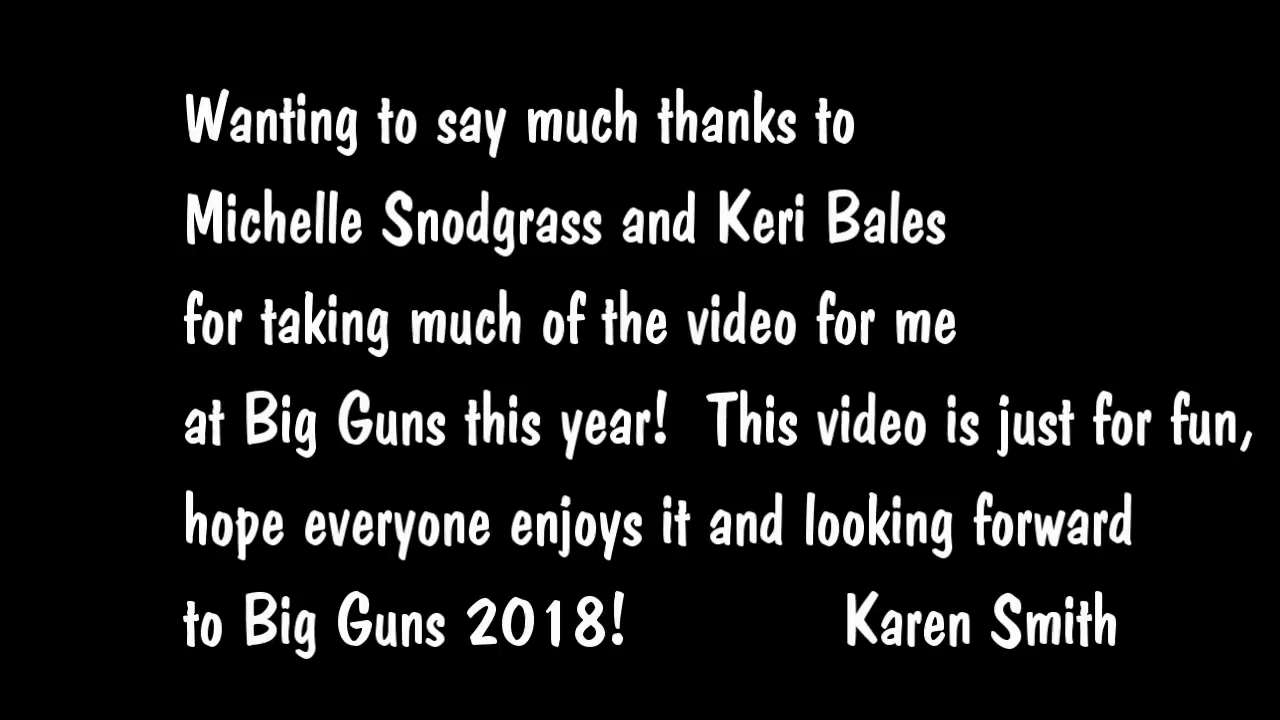 Wanting to say much thanks to
Michelle Snodgrass and Keri Bales
for taking much of the video for me
at Big Guns this year!  This video is just for fun,
hope everyone enjoys it and looking forward
to Big Guns 2018!  Karen Smith